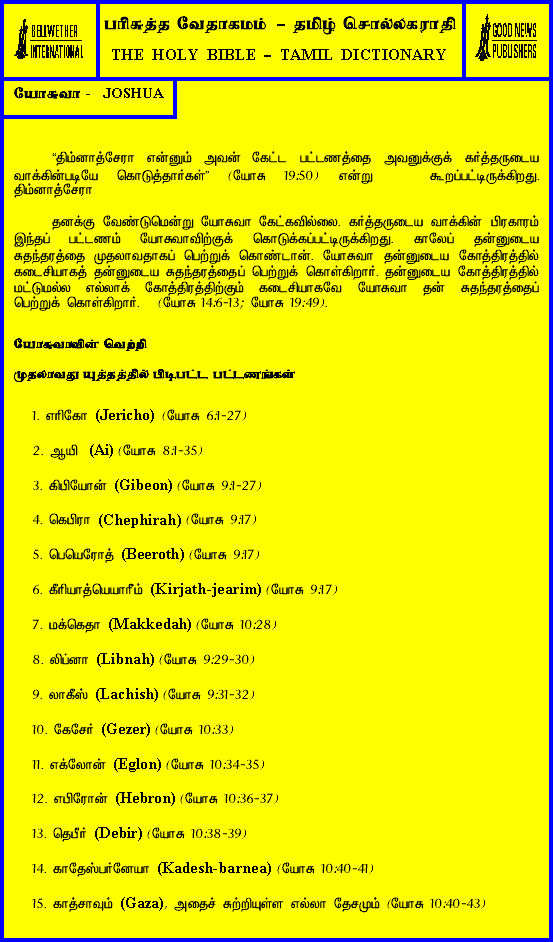 BELLWETHER
INTERNATIONAL
பரிசுத்த வேதாகமம் – தமிழ் சொல்லகராதி
THE HOLY BIBLE – TAMIL DICTIONARY
GOOD NEWS
PUBLISHERS
யோசுவா - JOSHUA
“திம்னாத்சேரா என்னும் அவன் கேட்ட பட்டணத்தை அவனுக்குக் கர்த்தருடைய
வாக்கின்படியே கொடுத்தார்கள்” (யோசு 19:50) என்று கூறப்பட்டிருக்கிறது.
திம்னாத்சேரா
தனக்கு வேண்டுமென்று யோசுவா கேட்கவில்லை. கர்த்தருடைய வாக்கின் பிரகாரம்
இந்தப் பட்டணம் யோசுவாவிற்குக் கொடுக்கப்பட்டிருக்கிறது. காலேப் தன்னுடைய
சுதந்தரத்தை முதலாவதாகப் பெற்றுக் கொண்டான். யோசுவா தன்னுடைய கோத்திரத்தில்
கடைசியாகத் தன்னுடைய சுதந்தரத்தைப் பெற்றுக் கொள்கிறார். தன்னுடைய கோத்திரத்தில்
மட்டுமல்ல எல்லாக் கோத்திரத்திற்கும் கடைசியாகவே யோசுவா தன் சுதந்தரத்தைப்
பெற்றுக் கொள்கிறார். (யோசு 14:6-13; யோசு 19:49).
யோசுவாவின் வெற்றி
முதலாவது யுத்தத்தில் பிடிபட்ட பட்டணங்கள்
1. எரிகோ (Jericho) (யோசு 6:1-27)
2. ஆயி (Ai) (யோசு 8:1-35)
3. கிபியோன் (Gibeon) (யோசு 9:1-27)
4. கெபிரா (Chephirah) (யோசு 9:17)
5. பெயெரோத் (Beeroth) (யோசு 9:17)
6. கீரியாத்யெயாரீம் (Kirjath-jearim) (யோசு 9:17)
7. மக்கெதா (Makkedah) (யோசு 10:28)
8. லிப்னா (Libnah) (யோசு 9:29-30)
9. லாகீஸ் (Lachish) (யோசு 9:31-32)
10. கேசேர் (Gezer) (யோசு 10:33)
11. எக்லோன் (Eglon) (யோசு 10:34-35)
12. எபிரோன் (Hebron) (யோசு 10:36-37)
13. தெபீர் (Debir) (யோசு 10:38-39)
14. காதேஸ்பர்னேயா (Kadesh-barnea) (யோசு 10:40-41)
15. காத்சாவும் (Gaza), அதைச் சுற்றியுள்ள எல்லா தேசமும் (யோசு 10:40-43)